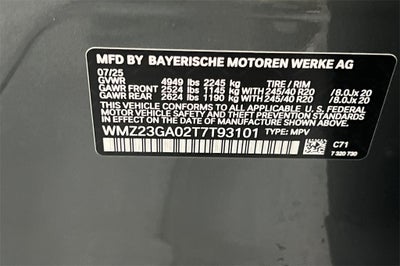 MFD BY BAYERISCHE MOTOREN WERKE AG
07/25
GVWR 4949 lbs 2245 kg TIRE / RIM
GAWR FRONT 2524 lbs 1145 kg WITH 245/40 R20 /8.0Jx20
GAWR REAR 2624 lbs 1190 kg WITH 245/40 R20 /8.0Jx20
THIS VEHICLE CONFORMS TO ALL APPLICABLE U.S. FEDERAL
MOTOR VEHICLE SAFETY, BUMPER, AND THEFT PREVENTION
STANDARDS IN EFFECT ON THE DATE OF MANUFACTURE SHOWN ABOVE.
WMZ23GA02T7T93101 TYPE: MPV
C71
7 320 730